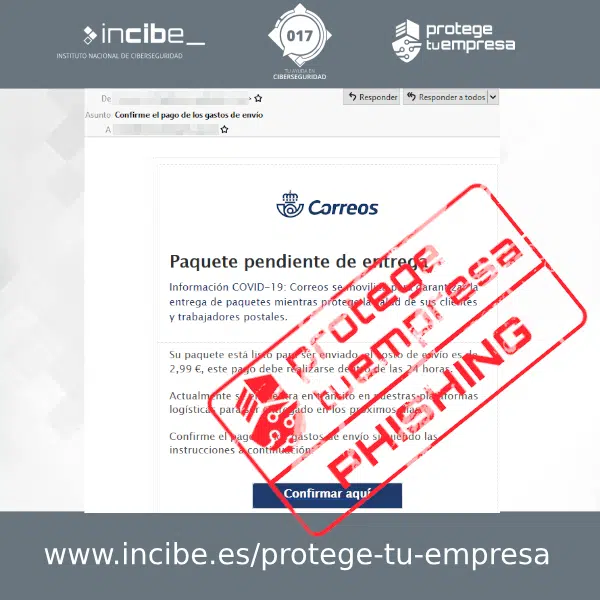 incibe_
INSTITUTO NACIONAL DE CIBERSEGURIDAD
017
TU AYUDA EN
CIBERSEGURIDAD
protege
tuempresa
De
Responder
Responder a todos
Asunto Confirme el pago de los gastos de envío
A
Correos
Paquete pendiente de entrega
Información COVID-19: Correos se moviliza para garantizar la
entrega de paquetes mientras protege la salud de sus clientes
y trabajadores postales.
Su paquete está listo para ser enviado, el costo de envío es de
2,99 €, este pago debe realizarse dentro de las 24 horas.
Actualmente se encuentra en tránsito en nuestras plataformas
logísticas para ser entregado en los próximos días
Confirme el pago de los gastos de envío siguiendo las
instrucciones a continuación:
Confirmar aquí
protege
tuempresa
PHISHING
www.incibe.es/protege-tu-empresa